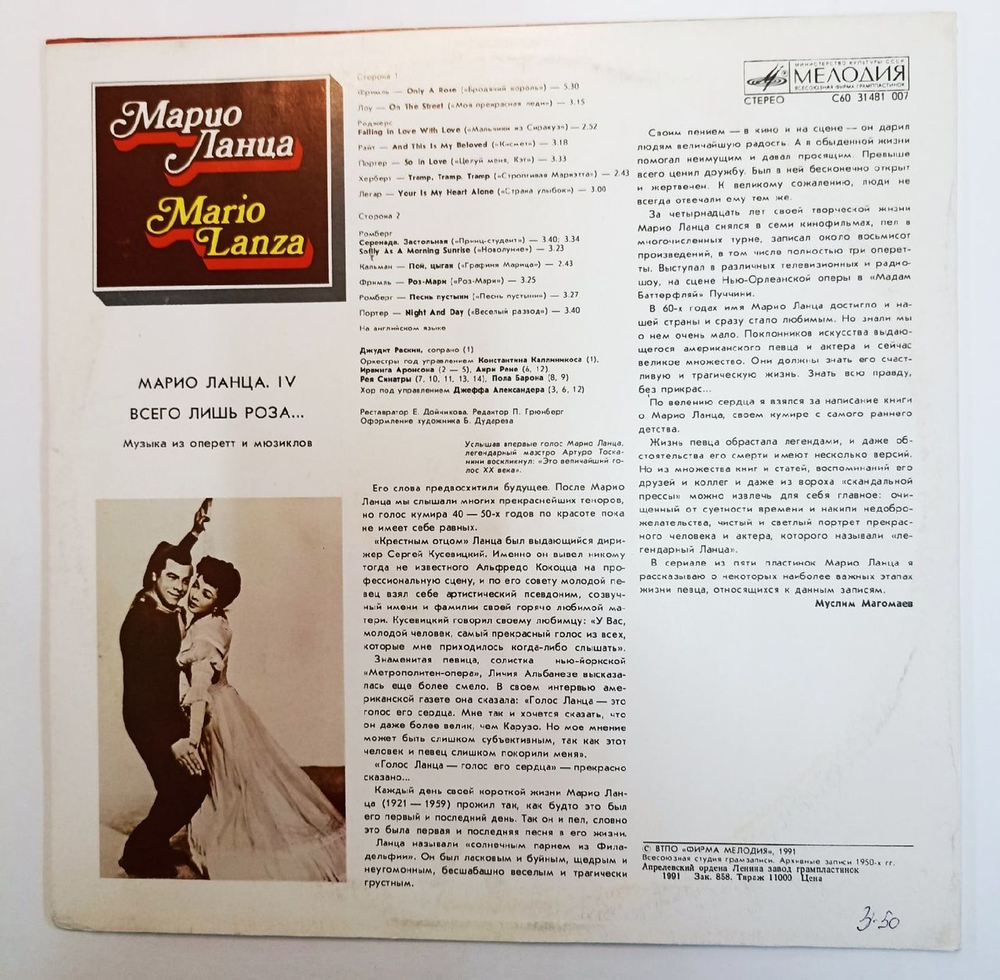 Марио
Ланца
Mario
Lanza
МАРИО ЛАНЦА. IV
ВСЕГО ЛИШЬ РОЗА...
Музыка из оперетт и мюзиклов
Сторона 1
Фримль — Only A Rose («Бродячий король») — 5.30
Лоу — On The Street («Моя прекрасная леди») — 3.15
Роджерс
Falling in Love With Love («Мальчики из Сиракуз») — 2.52
Райт — And This Is My Beloved («Кисмет») — 3.18
Портер — So In Love («Целуй меня, Кэт») — 3.33
Херберт — Tramp, Tramp, Tramp («Строптивая Мариэтта») — 2.43
Легар — Your Is My Heart Alone («Страна улыбок») — 3.00
Сторона 2
Ромберг
Серенада, Застольная («Принц-студент») — 3.40; 3.34
Softly As A Morning Sunrise («Новолуние») — 3.23
Кальман — Пой, цыган («Графиня Марица») — 2.43
Фримль — Роз-Мари («Роз-Мари») — 3.25
Ромберг — Песнь пустыни («Песнь пустыни») — 3.27
Портер — Night And Day («Веселый развод») — 3.40
На английском языке
Джудит Раскин, сопрано (1)
Оркестры под управлением Константина Каллиникоса (1),
Ирвинга Аронсона (2 — 5), Анри Рене (6, 12)
Рея Синатры (7, 10, 11, 13, 14), Пола Барона (8, 9)
Хор под управлением Джеффа Александера (3, 6, 12)
Реставратор Е. Дойникова. Редактор П. Грюнберг
Оформление художника Б. Дударева
Услышав впервые голос Марио Ланца,
легендарный маэстро Артуро Тоска-
нини воскликнул: «Это величайший го-
лос XX века».
Его слова предвосхитили будущее. После Марио
Ланца мы слышали многих прекраснейших теноров,
но голос кумира 40 — 50-х годов по красоте пока
не имеет себе равных.
«Крестным отцом» Ланца был выдающийся дири-
жер Сергей Кусевицкий. Именно он вывел никому
тогда не известного Альфредо Кокоцца на про-
фессиональную сцену, и по его совету молодой пе-
вец взял себе артистический псевдоним, созвуч-
ный имени и фамилии своей горячо любимой ма-
тери. Кусевицкий говорил своему любимцу: «У Вас,
молодой человек, самый прекрасный голос из всех,
которые мне приходилось когда-либо слышать».
Знаменитая певица, солистка нью-йоркской
«Метрополитен-опера», Личия Альбанезе высказа-
лась еще более смело. В своем интервью аме-
риканской газете она сказала: «Голос Ланца — это
голос его сердца. Мне так и хочется сказать, что
он даже более велик, чем Карузо. Но мое мнение
может быть слишком субъективным, так как этот
человек и певец слишком покорили меня».
«Голос Ланца — голос его сердца» — прекрасно
сказано...
Каждый день своей короткой жизни Марио Лан-
ца (1921 — 1959) прожил так, как будто это был
его первый и последний день. Так он и пел, словно
это была первая и последняя песня в его жизни.
Ланца называли «солнечным парнем из Фила-
дельфии». Он был ласковым и буйным, щедрым и
неугомонным, бесшабашно веселым и трагически
грустным.
МИНИСТЕРСТВО КУЛЬТУРЫ СССР
МЕЛОДИЯ
ВСЕСОЮЗНАЯ ФИРМА ГРАМПЛАСТИНОК
СТЕРЕО
С60 31481 007
Своим пением — в кино и на сцене — он дарил
людям величайшую радость. А в обыденной жизни
помогал неимущим и давал просящим. Превыше
всего ценил дружбу. Был в ней бесконечно открыт
и жертвенен. К великому сожалению, люди не
всегда отвечали ему тем же.
За четырнадцать лет своей творческой жизни
Марио Ланца снялся в семи кинофильмах, пел в
многочисленных турне, записал около восьмисот
произведений, в том числе полностью три оперет-
ты. Выступал в различных телевизионных и радио-
шоу, на сцене Нью-Орлеанской оперы в «Мадам
Баттерфляй» Пуччини.
В 60-х годах имя Марио Ланца достигло и на-
шей страны и сразу стало любимым. Но знали мы
о нем очень мало. Поклонников искусства выдаю-
щегося американского певца и актера и сейчас
великое множество. Они должны знать его счаст-
ливую и трагическую жизнь. Знать всю правду,
без прикрас...
По велению сердца я взялся за написание книги
о Марио Ланца, своем кумире с самого раннего
детства.
Жизнь певца обрастала легендами, и даже об-
стоятельства его смерти имеют несколько версий.
Но из множества книг и статей, воспоминаний его
друзей и коллег и даже из вороха «скандальной
прессы» можно извлечь для себя главное: очи-
щенный от суетности времени и накипи недобро-
желательства, чистый и светлый портрет прекрас-
ного человека и актера, которого называли «ле-
гендарный Ланца».
В сериале из пяти пластинок Марио Ланца я
рассказываю о некоторых наиболее важных этапах
жизни певца, относящихся к данным записям.
Муслим Магомаев
© ВТПО «ФИРМА МЕЛОДИЯ», 1991
Всесоюзная студия грамзаписи. Архивные записи 1950-х гг.
Апрелевский ордена Ленина завод грампластинок
1991 Зак. 858. Тираж 11000 Цена
3-50